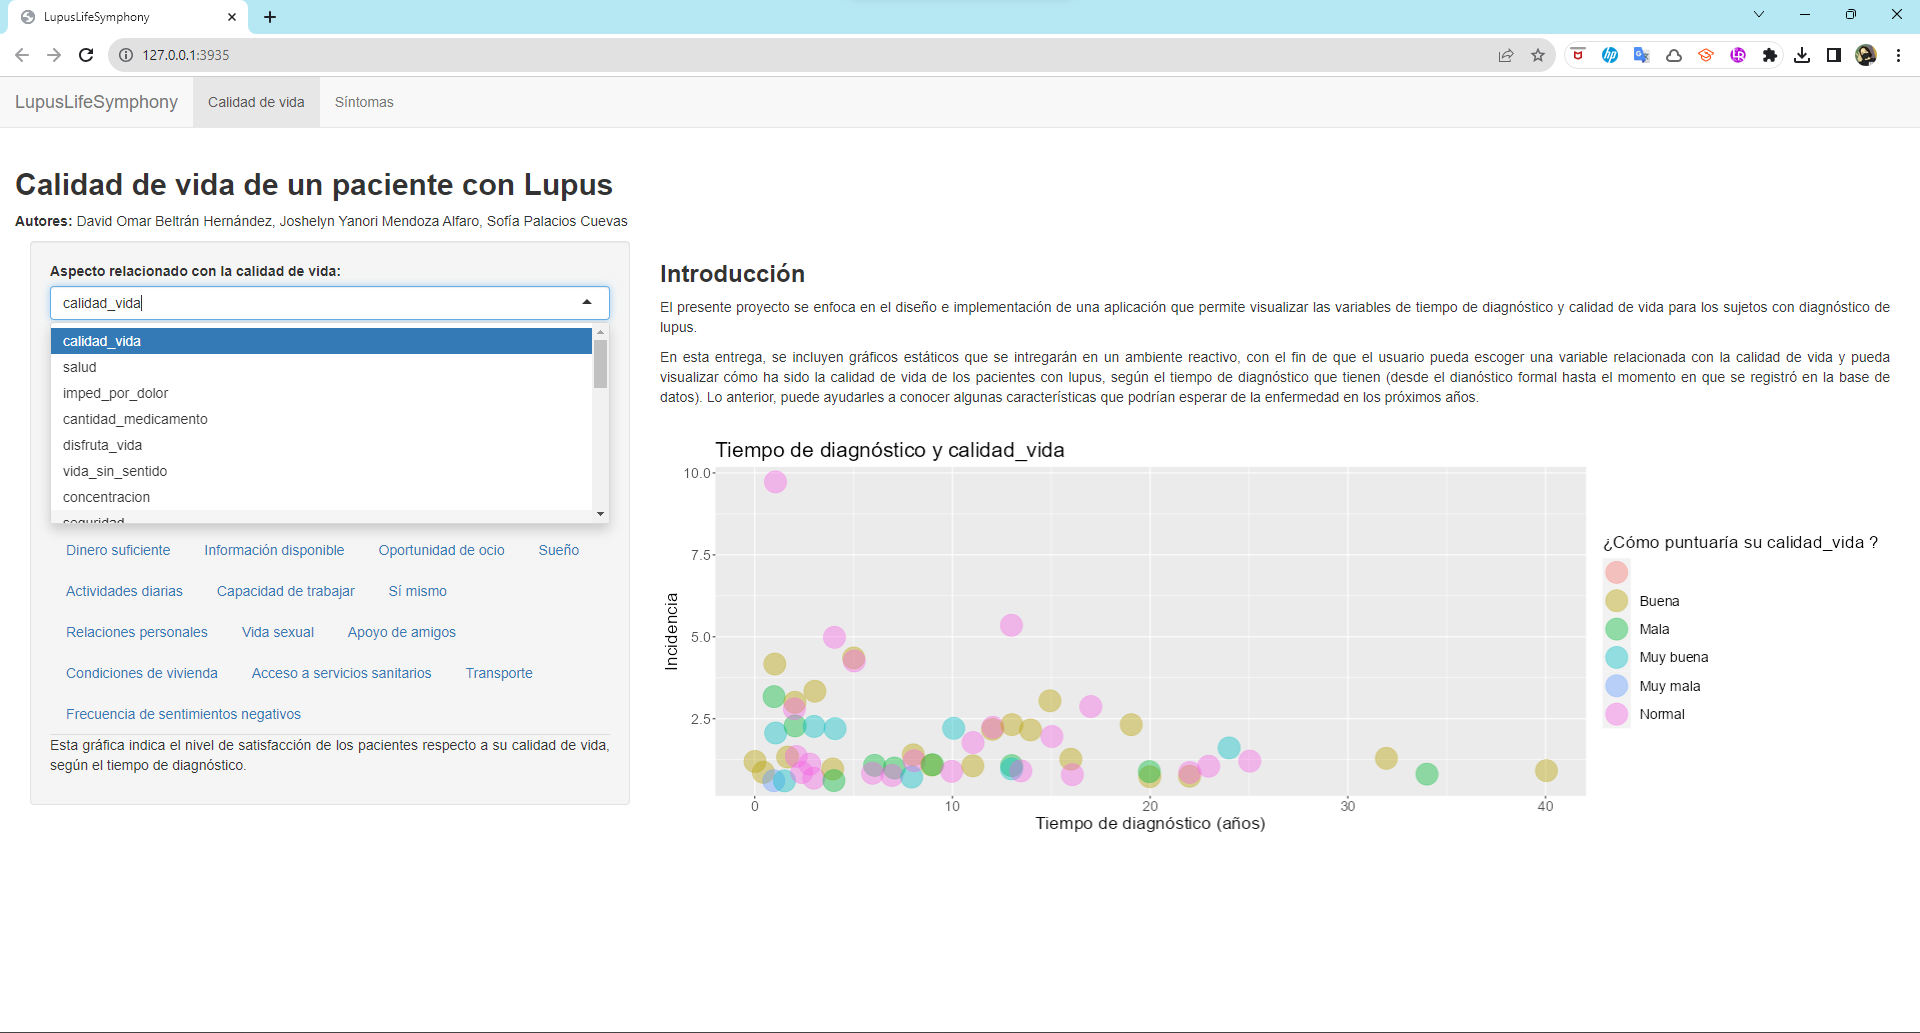 LupusLifeSymphony
127.0.0.1:3935
LupusLifeSymphony Calidad de vida Síntomas
Calidad de vida de un paciente con Lupus
Autores: David Omar Beltrán Hernández, Joshelyn Yanori Mendoza Alfaro, Sofía Palacios Cuevas
Aspecto relacionado con la calidad de vida:
calidad_vida
calidad_vida
salud
imped_por_dolor
cantidad_medicamento
disfruta_vida
vida_sin_sentido
concentracion
seguridad
Dinero suficiente Información disponible Oportunidad de ocio Sueño
Actividades diarias Capacidad de trabajar Sí mismo
Relaciones personales Vida sexual Apoyo de amigos
Condiciones de vivienda Acceso a servicios sanitarios Transporte
Frecuencia de sentimientos negativos
Esta gráfica indica el nivel de satisfacción de los pacientes respecto a su calidad de vida,
según el tiempo de diagnóstico.
Introducción
El presente proyecto se enfoca en el diseño e implementación de una aplicación que permite visualizar las variables de tiempo de diagnóstico y calidad de vida para los sujetos con diagnóstico de
lupus.
En esta entrega, se incluyen gráficos estáticos que se intregarán en un ambiente reactivo, con el fin de que el usuario pueda escoger una variable relacionada con la calidad de vida y pueda
visualizar cómo ha sido la calidad de vida de los pacientes con lupus, según el tiempo de diagnóstico que tienen (desde el dianóstico formal hasta el momento en que se registró en la base de
datos). Lo anterior, puede ayudarles a conocer algunas características que podrían esperar de la enfermedad en los próximos años.
Tiempo de diagnóstico y calidad_vida
10.0
7.5
5.0
2.5
Incidencia
0 10 20 30 40
Tiempo de diagnóstico (años)
¿Cómo puntuaría su calidad_vida ?
Buena
Mala
Muy buena
Muy mala
Normal